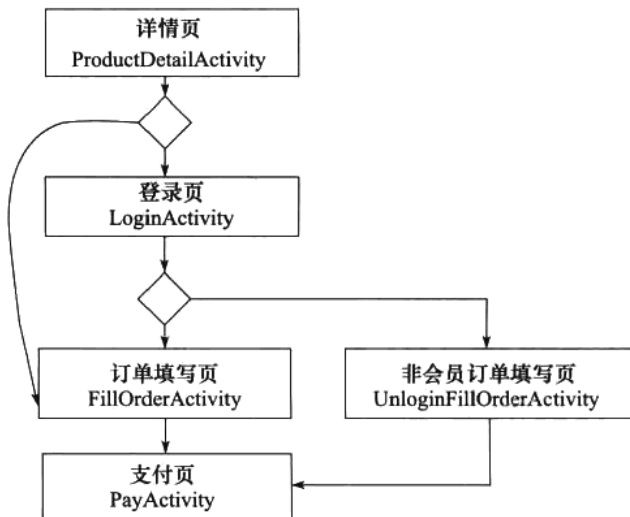 详情页
ProductDetailActivity
登录页
LoginActivity
订单填写页
FillOrderActivity
非会员订单填写页
UnloginFillOrderActivity
支付页
PayActivity